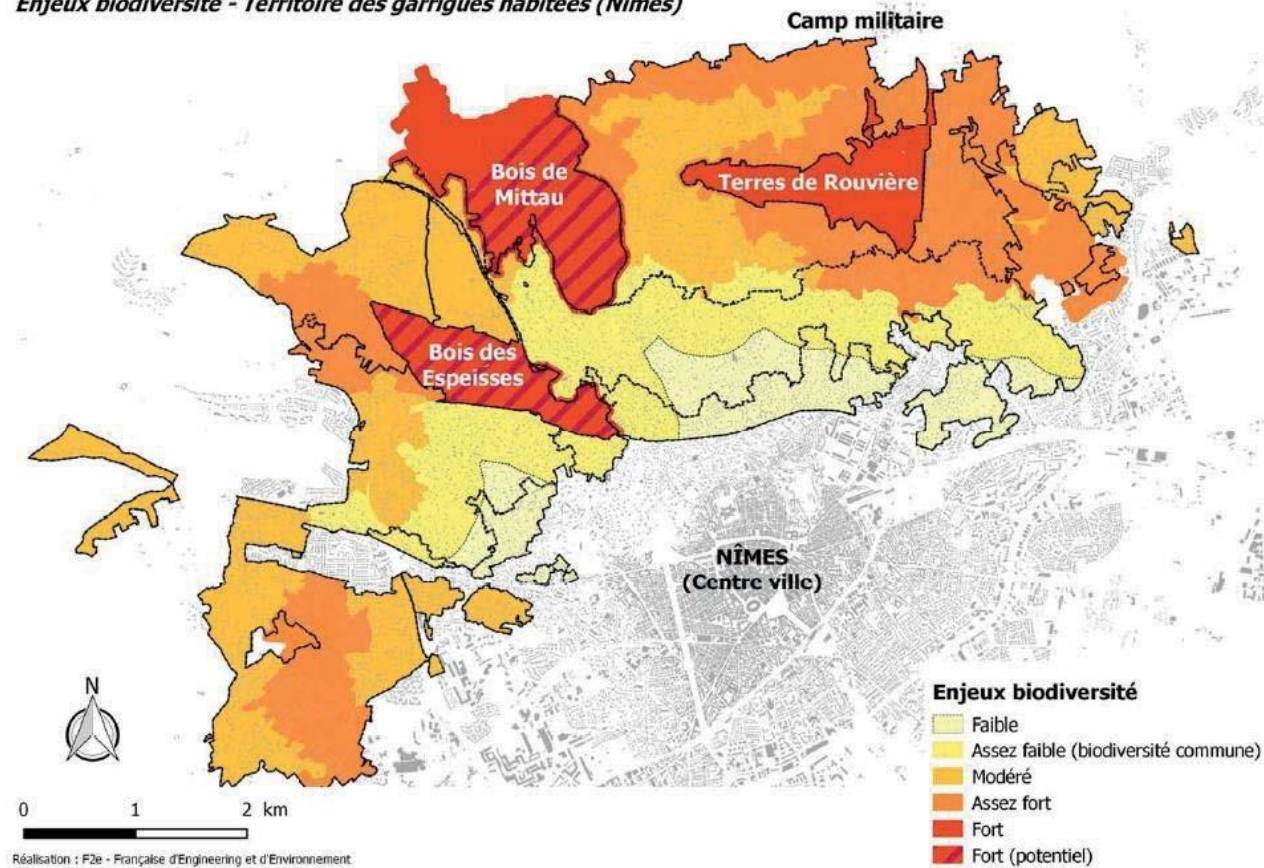 Enjeux biodiversité - Territoire des garrigues habitées (Nîmes)
Camp militaire
Bois de
Mittau
Terres de Rouvière
Bois des
Espeisses
NÎMES
(Centre ville)
N
0 1 2 km
Réalisation : F2e - Française d'Engineering et d'Environnement
Enjeux biodiversité
Faible
Assez faible (biodiversité commune)
Modéré
Assez fort
Fort
Fort (potentiel)